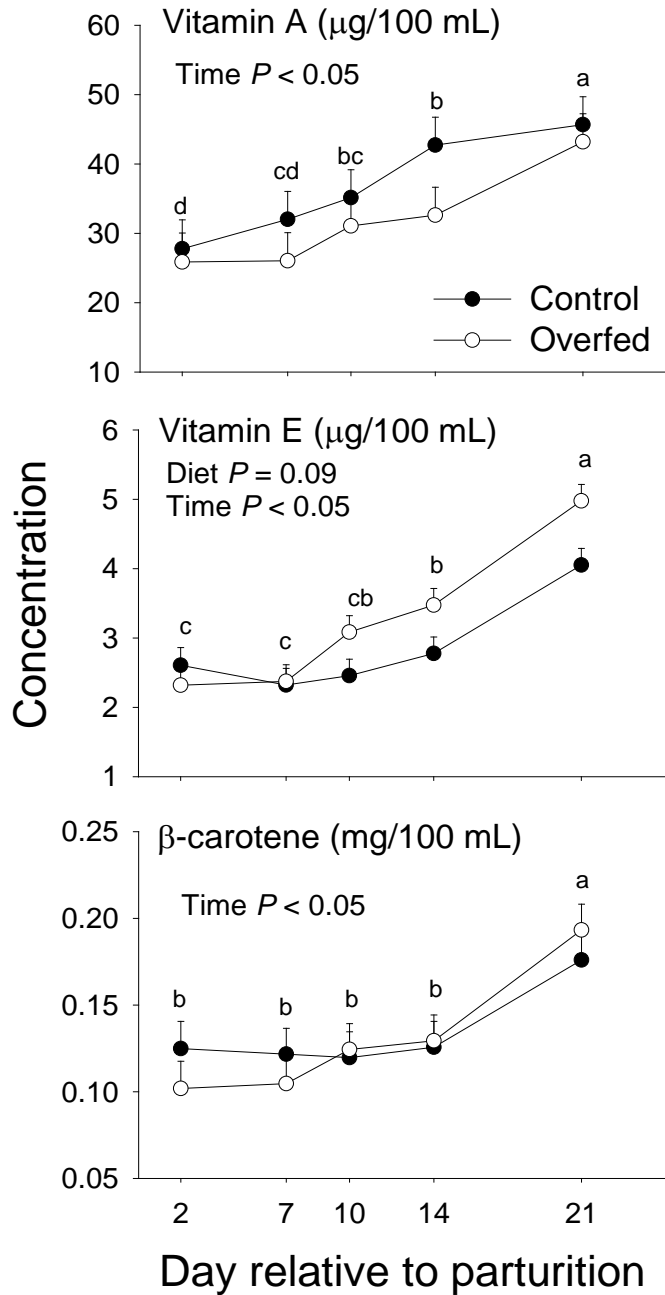 Vitamin A (μg/100 mL)
60
Time P < 0.05
a
50
b
cd
bc
40
d
30
Control
20
Overfed
10
Vitamin E (μg/100 mL)
6
Diet P = 0.09
a
Time P < 0.05
5
b
4
cb
c
c
3
2
1
Concentration
β-carotene (mg/100 mL)
0.25
Time P < 0.05
a
0.20
b
b
b
b
0.15
0.10
0.05
2 7 10 14 21
Day relative to parturition